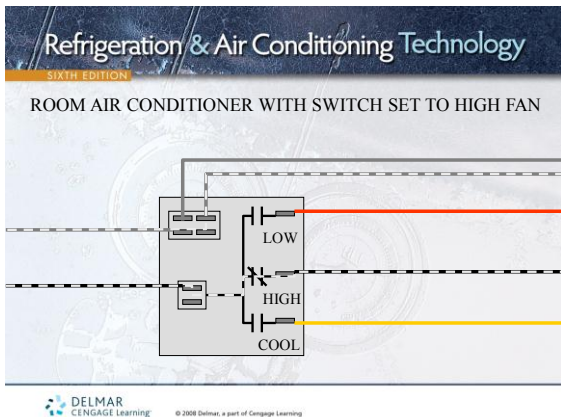 Refrigeration & Air Conditioning Technology
SIXTH EDITION
ROOM AIR CONDITIONER WITH SWITCH SET TO HIGH FAN
LOW
HIGH
COOL
DELMAR
CENGAGE Learning
© 2008 Delmar, a part of Cengage Learning